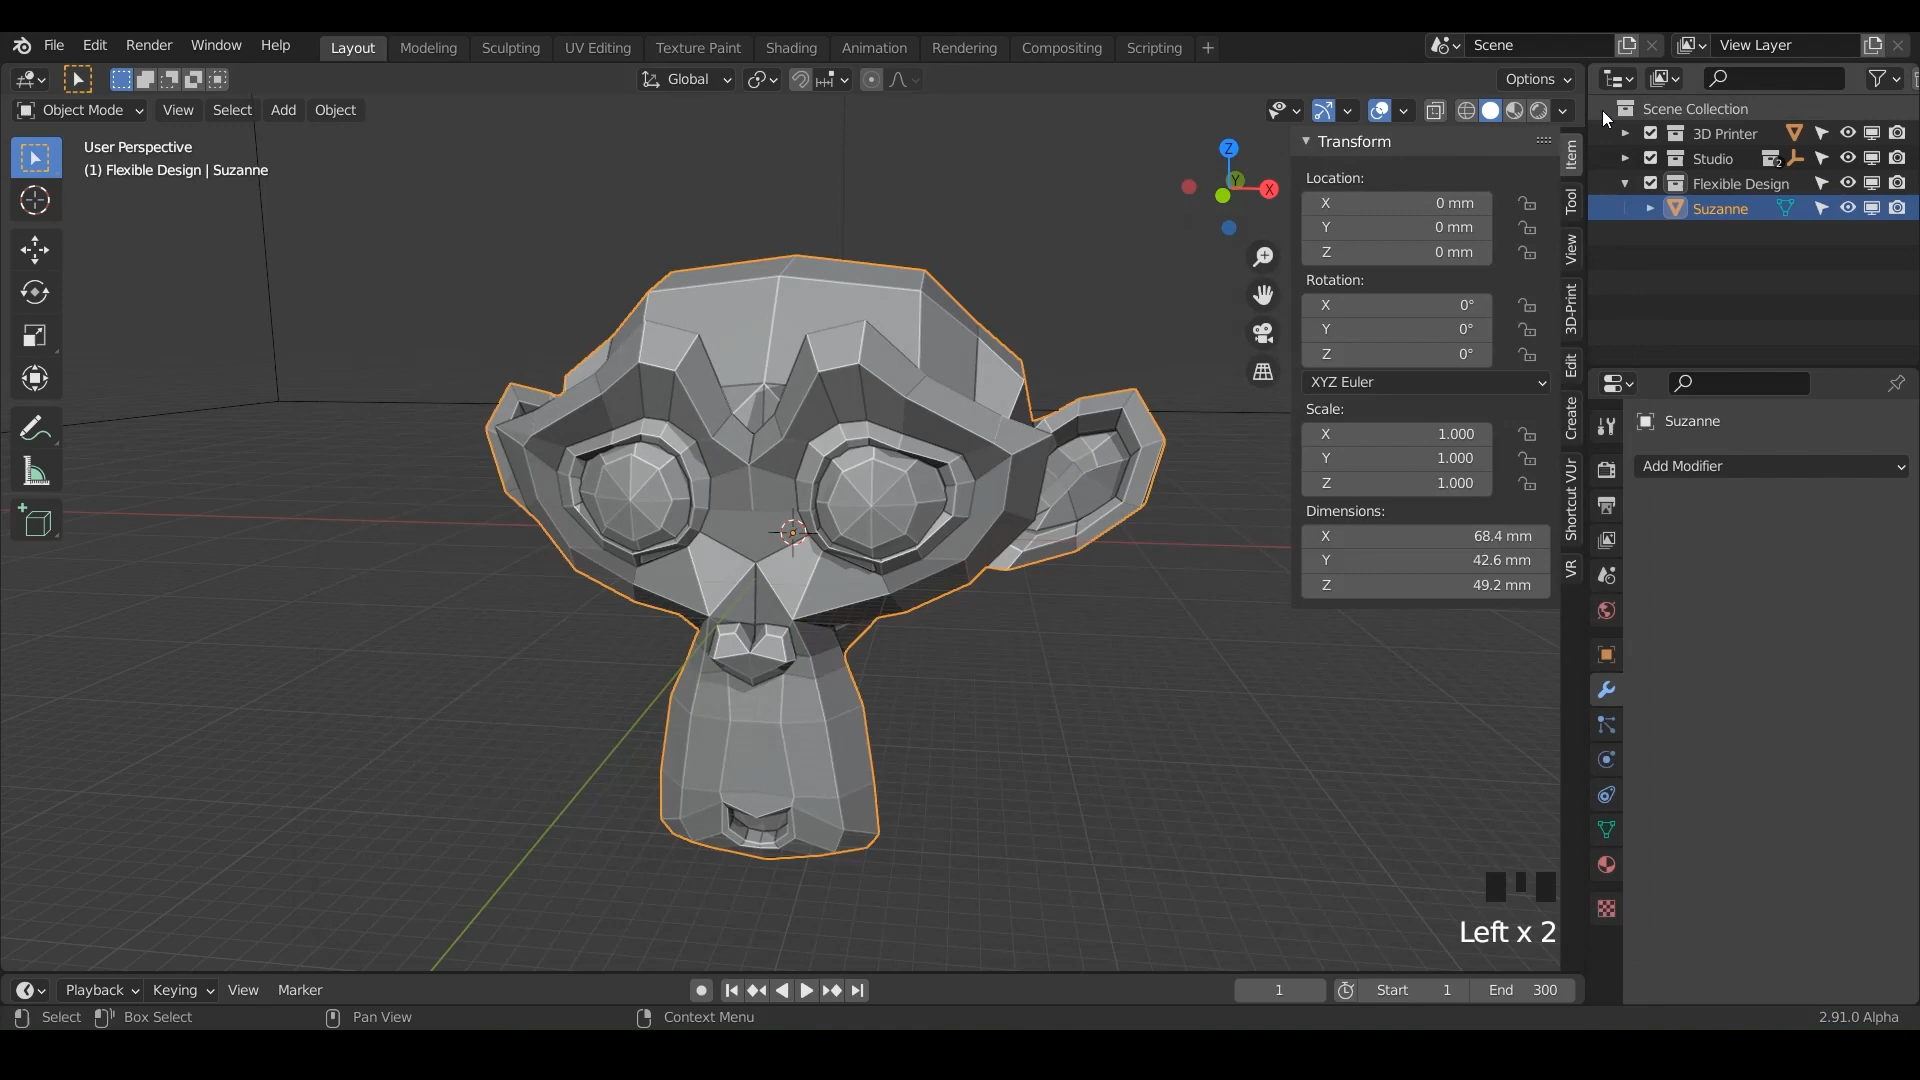 File Edit Render Window Help Layout Modeling Sculpting UV Editing Texture Paint Shading Animation Rendering Compositing Scripting + Scene View Layer
Global Options
Object Mode View Select Add Object
User Perspective
(1) Flexible Design | Suzanne
Z
Y
X
Transform
Location:
X 0 mm
Y 0 mm
Z 0 mm
Rotation:
X 0°
Y 0°
Z 0°
XYZ Euler
Scale:
X 1.000
Y 1.000
Z 1.000
Dimensions:
X 68.4 mm
Y 42.6 mm
Z 49.2 mm
Item
Tool
View
3D-Print
Edit
Create
Shortcut VUr
VR
Scene Collection
3D Printer
Studio 2
Flexible Design
Suzanne
Suzanne
Add Modifier
Left x 2
Playback Keying View Marker 1 Start 1 End 300
Select Box Select Pan View Context Menu 2.91.0 Alpha